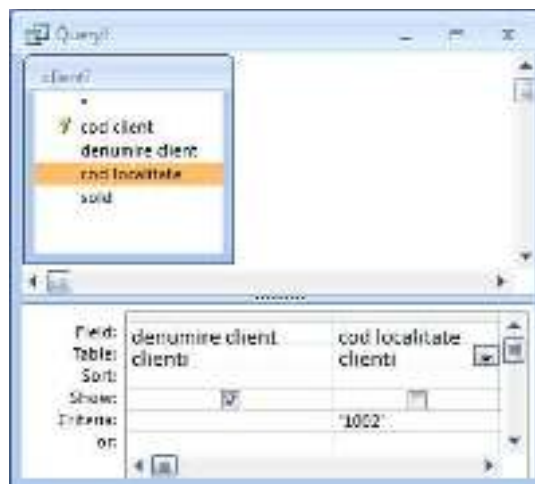 Query1
clienti
*
cod client
denumire client
cod localitate
sold
Field: denumire client cod localitate
Table: clienti clienti
Sort:
Show:
Criteria: "1002"
or: